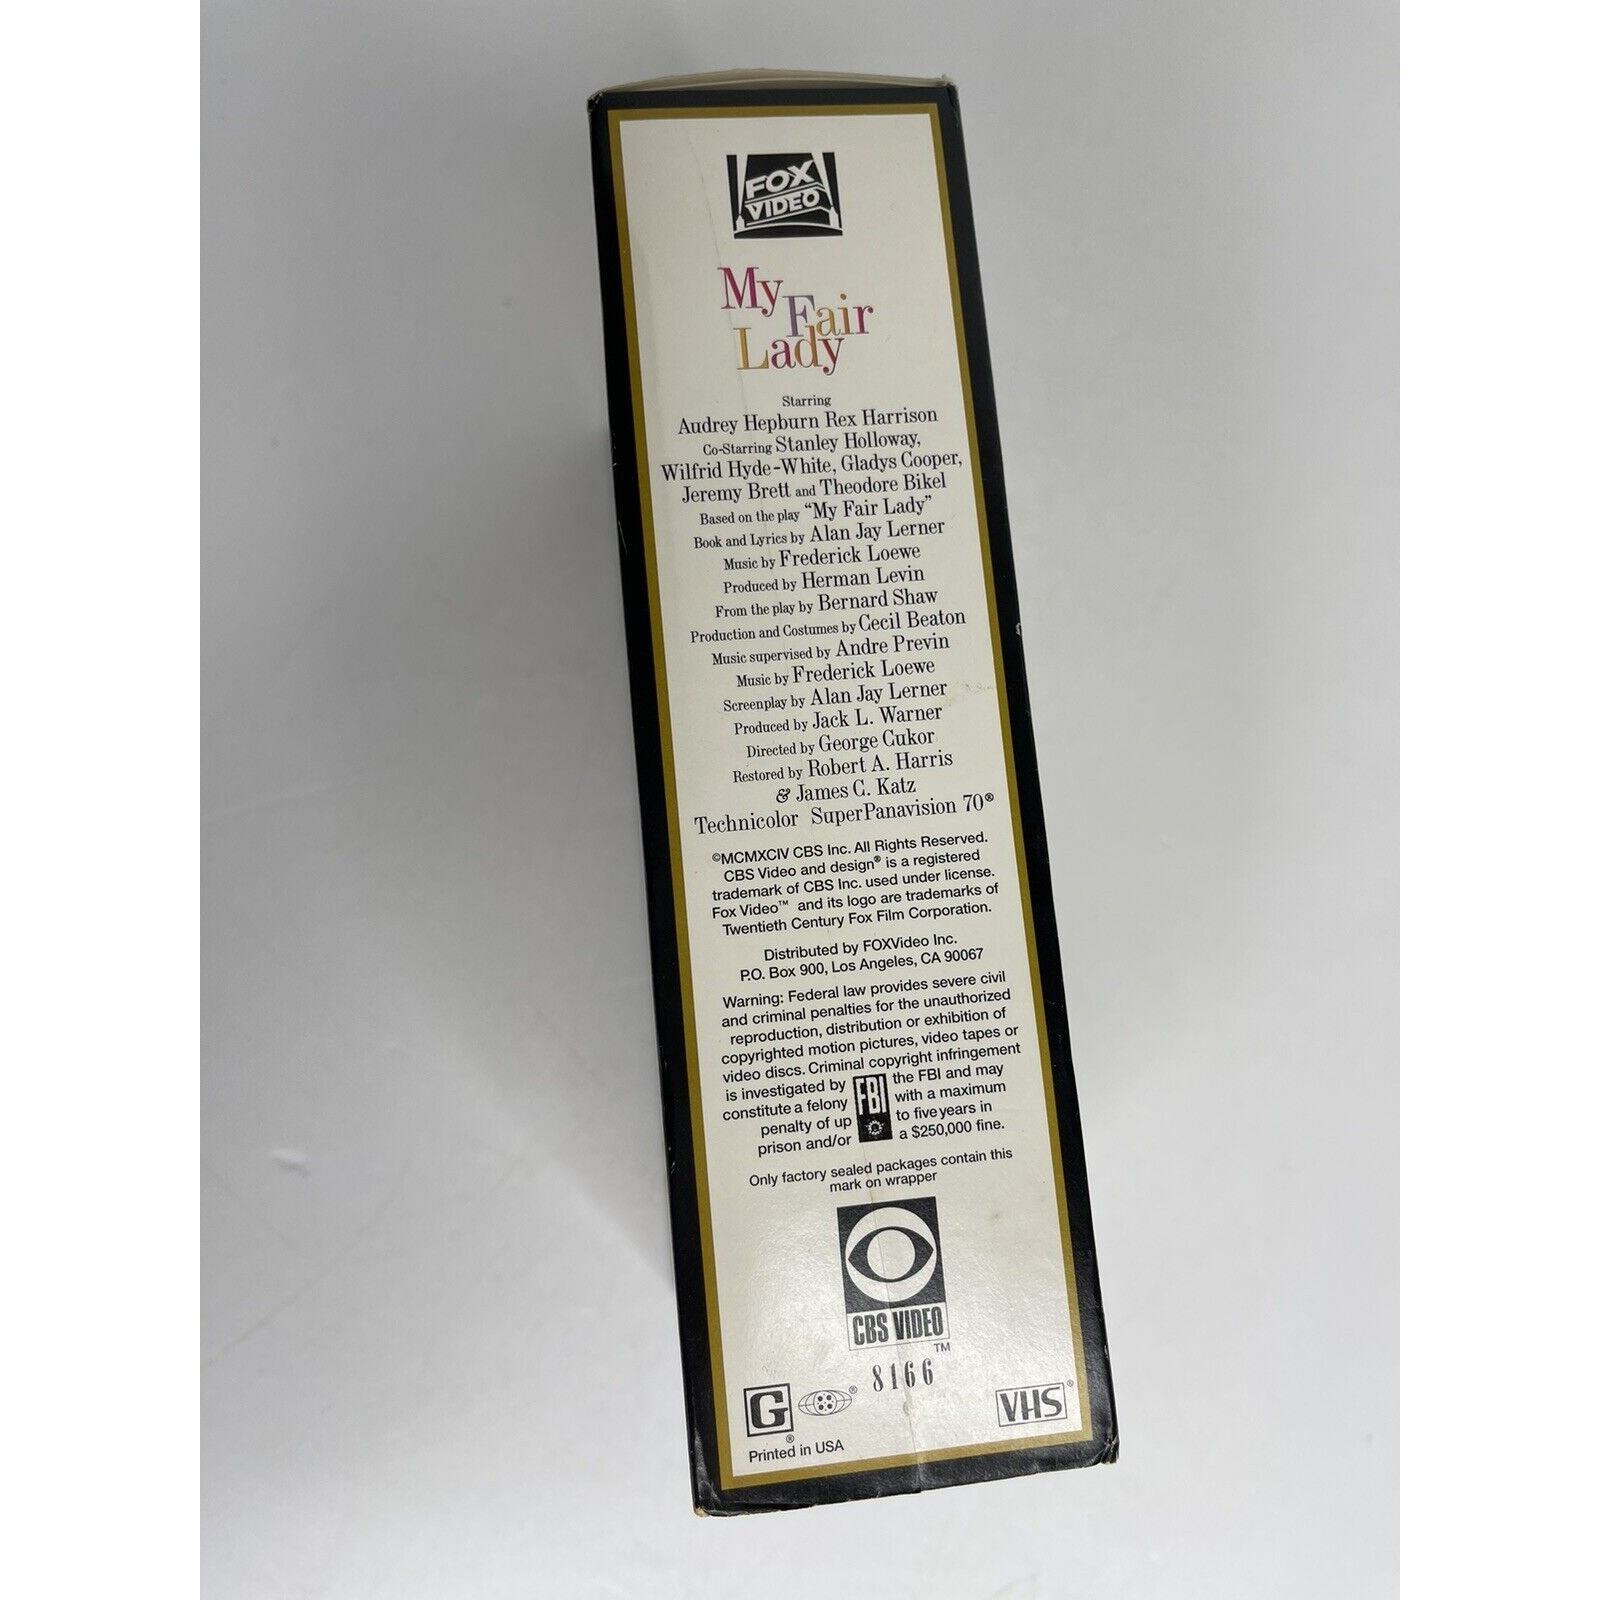 FOX
VIDEO
My
Fair
Lady
Starring
Audrey Hepburn Rex Harrison
Co-Starring Stanley Holloway,
Wilfrid Hyde-White, Gladys Cooper,
Jeremy Brett and Theodore Bikel
Based on the play “My Fair Lady”
Book and Lyrics by Alan Jay Lerner
Music by Frederick Loewe
Produced by Herman Levin
From the play by Bernard Shaw
Production and Costumes by Cecil Beaton
Music supervised by Andre Previn
Music by Frederick Loewe
Screenplay by Alan Jay Lerner
Produced by Jack L. Warner
Directed by George Cukor
Restored by Robert A. Harris
& James C. Katz
Technicolor SuperPanavision 70®
©MCMXCIV CBS Inc. All Rights Reserved.
CBS Video and design® is a registered
trademark of CBS Inc. used under license.
Fox Video™ and its logo are trademarks of
Twentieth Century Fox Film Corporation.
Distributed by FOXVideo Inc.
P.O. Box 900, Los Angeles, CA 90067
Warning: Federal law provides severe civil
and criminal penalties for the unauthorized
reproduction, distribution or exhibition of
copyrighted motion pictures, video tapes or
video discs. Criminal copyright infringement
is investigated by the FBI and may
constitute a felony FBI with a maximum
penalty of up to five years in
prison and/or a $250,000 fine.
Only factory sealed packages contain this
mark on wrapper
CBS VIDEO
TM
8166
G ® ® VHS ®
Printed in USA